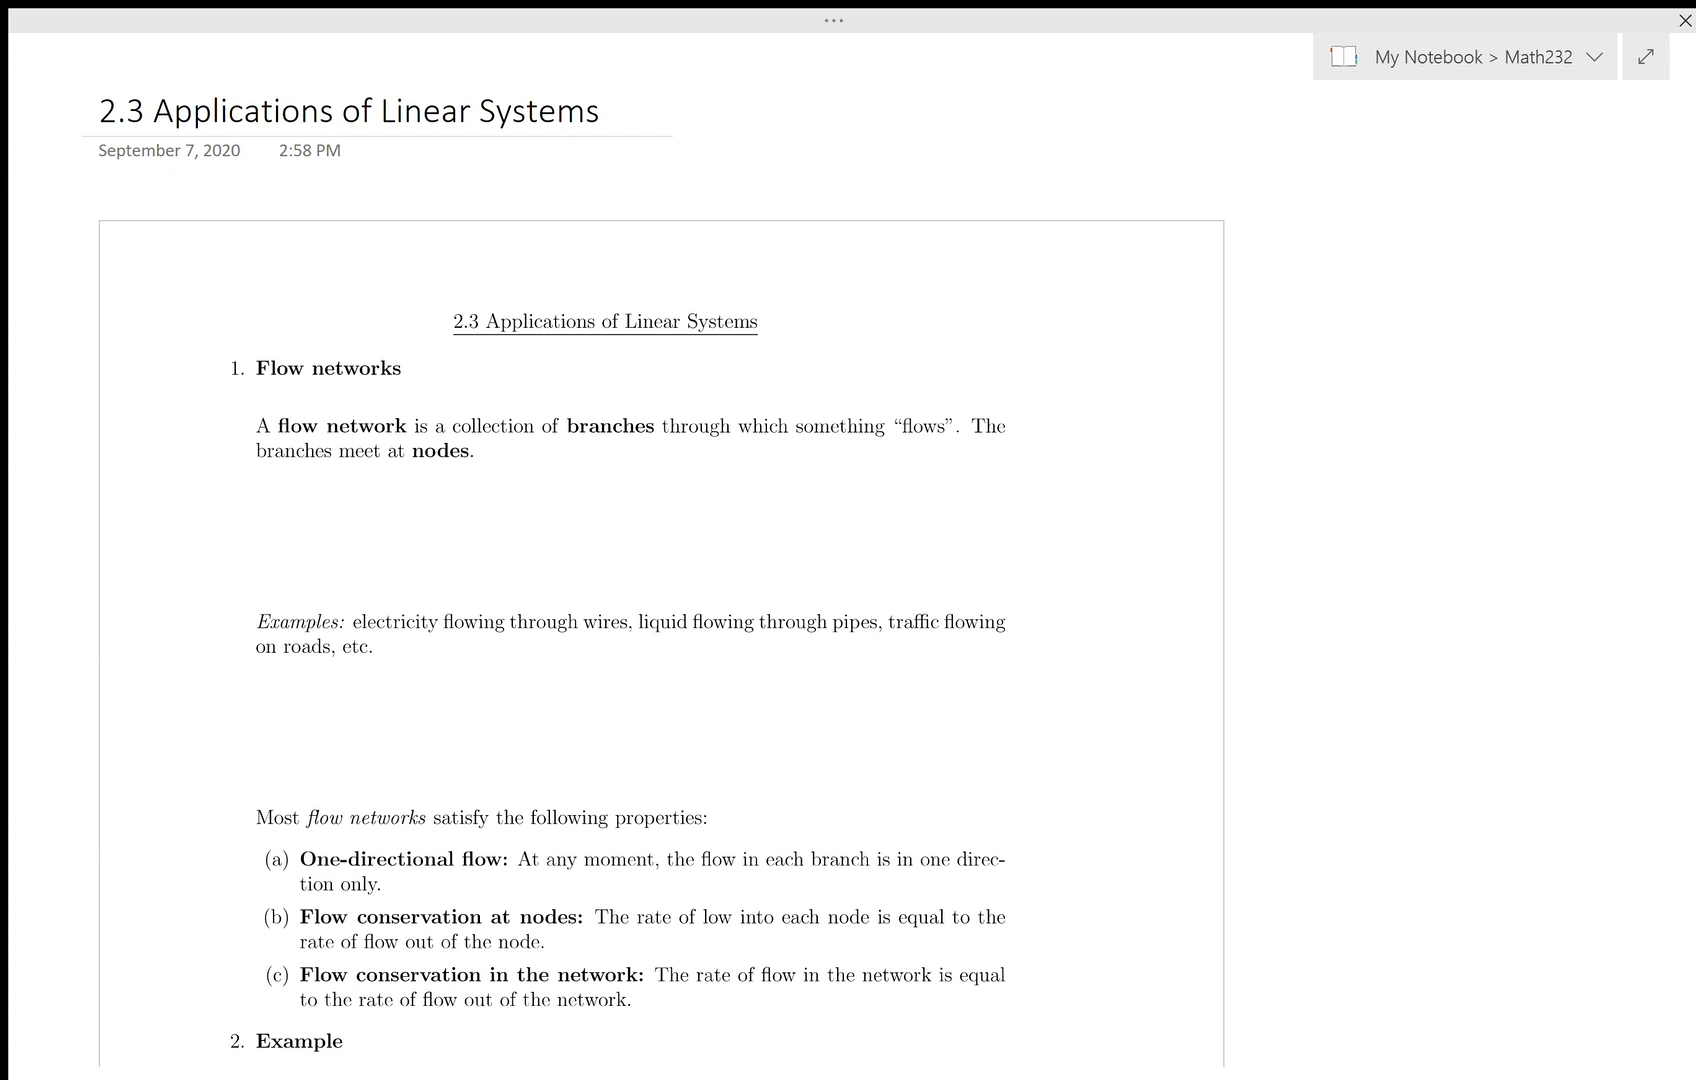 My Notebook > Math232
2.3 Applications of Linear Systems
September 7, 2020 2:58 PM
2.3 Applications of Linear Systems
1. Flow networks
A flow network is a collection of branches through which something “flows”. The
branches meet at nodes.
Examples: electricity flowing through wires, liquid flowing through pipes, traffic flowing
on roads, etc.
Most flow networks satisfy the following properties:
(a) One-directional flow: At any moment, the flow in each branch is in one direc-
tion only.
(b) Flow conservation at nodes: The rate of low into each node is equal to the
rate of flow out of the node.
(c) Flow conservation in the network: The rate of flow in the network is equal
to the rate of flow out of the network.
2. Example